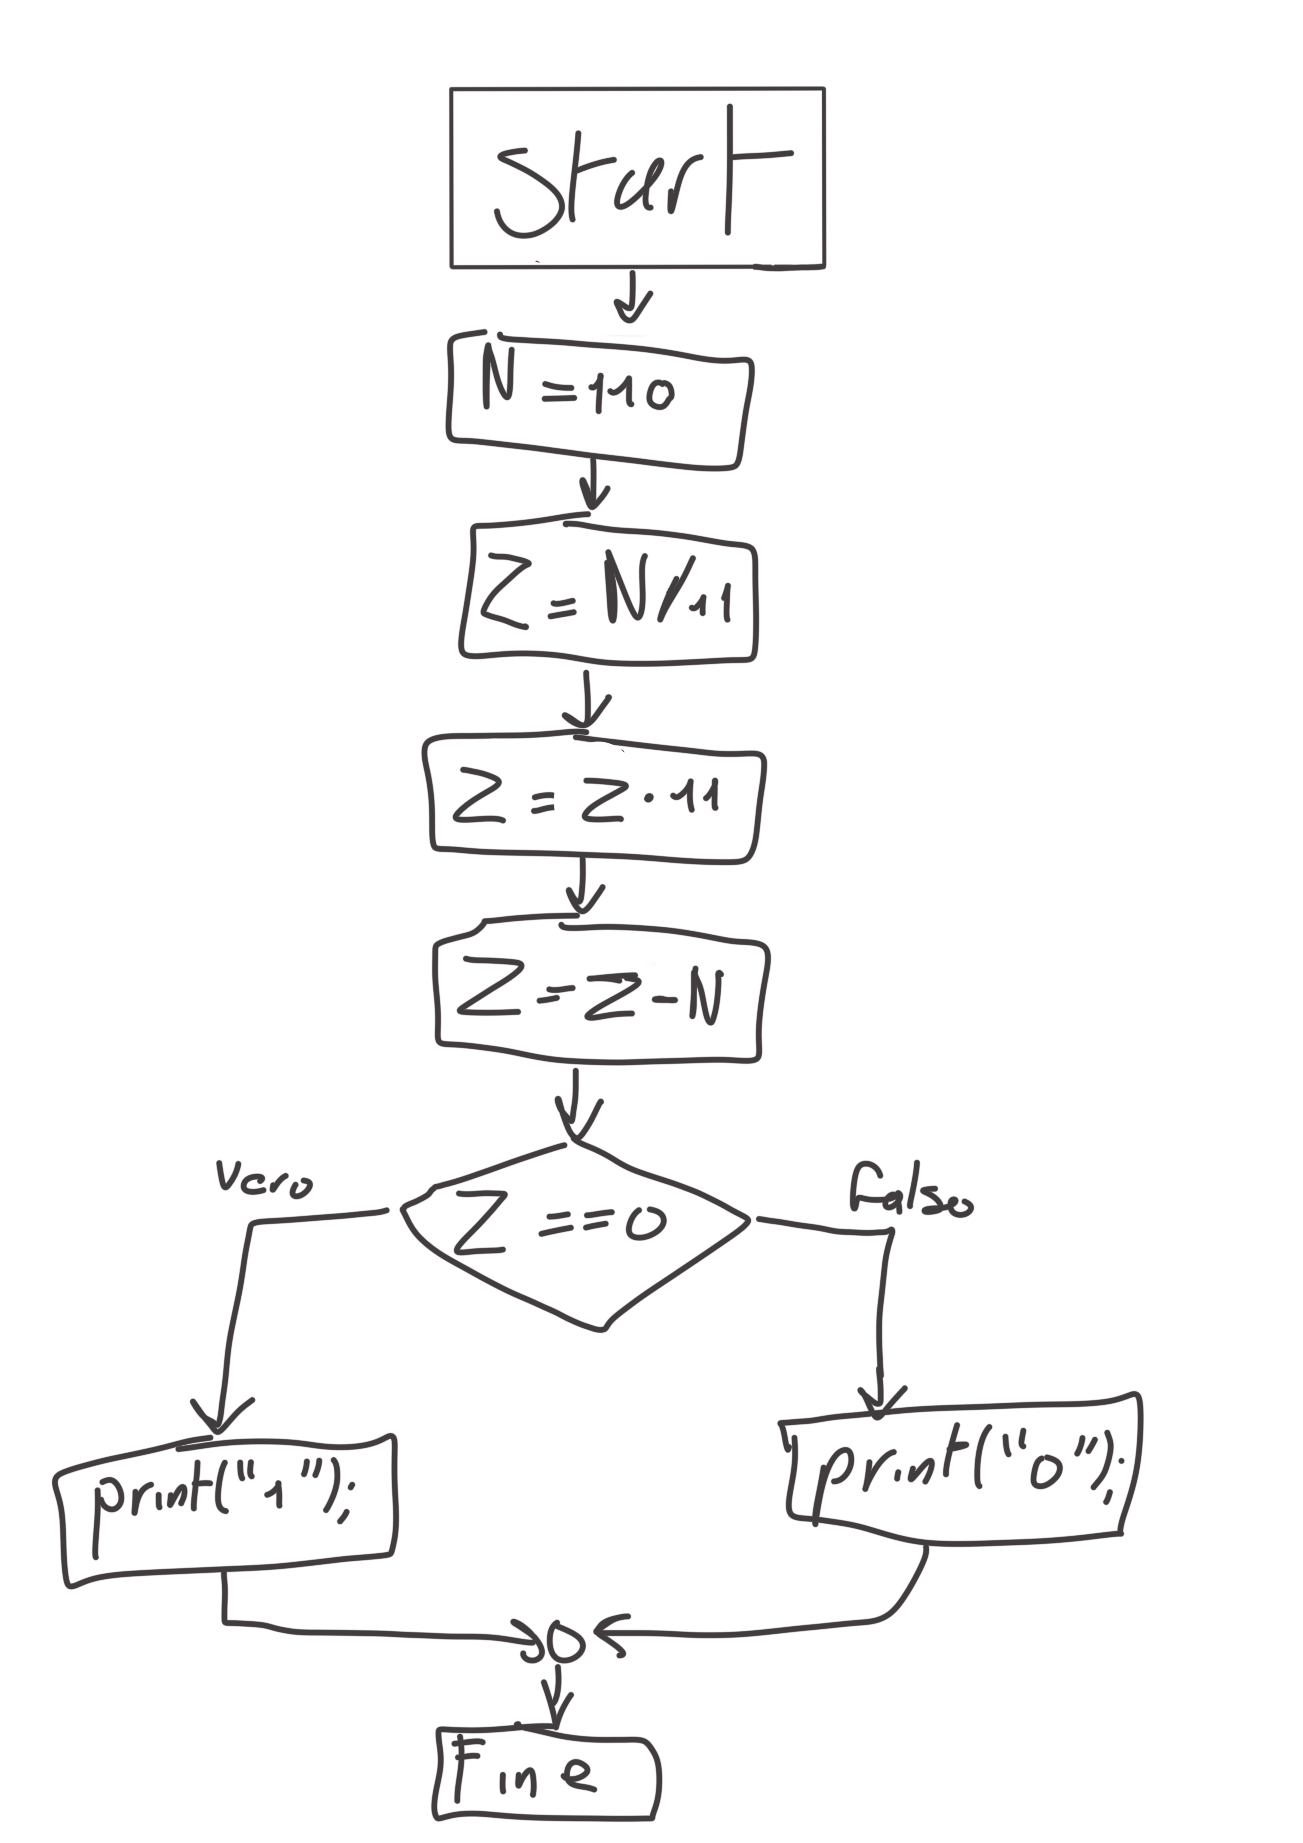 Start
N = 110
Z = N/11
Z = Z · 11
Z = Z - N
Vero
Falso
Z == 0
print("1");
print("0");
Fine